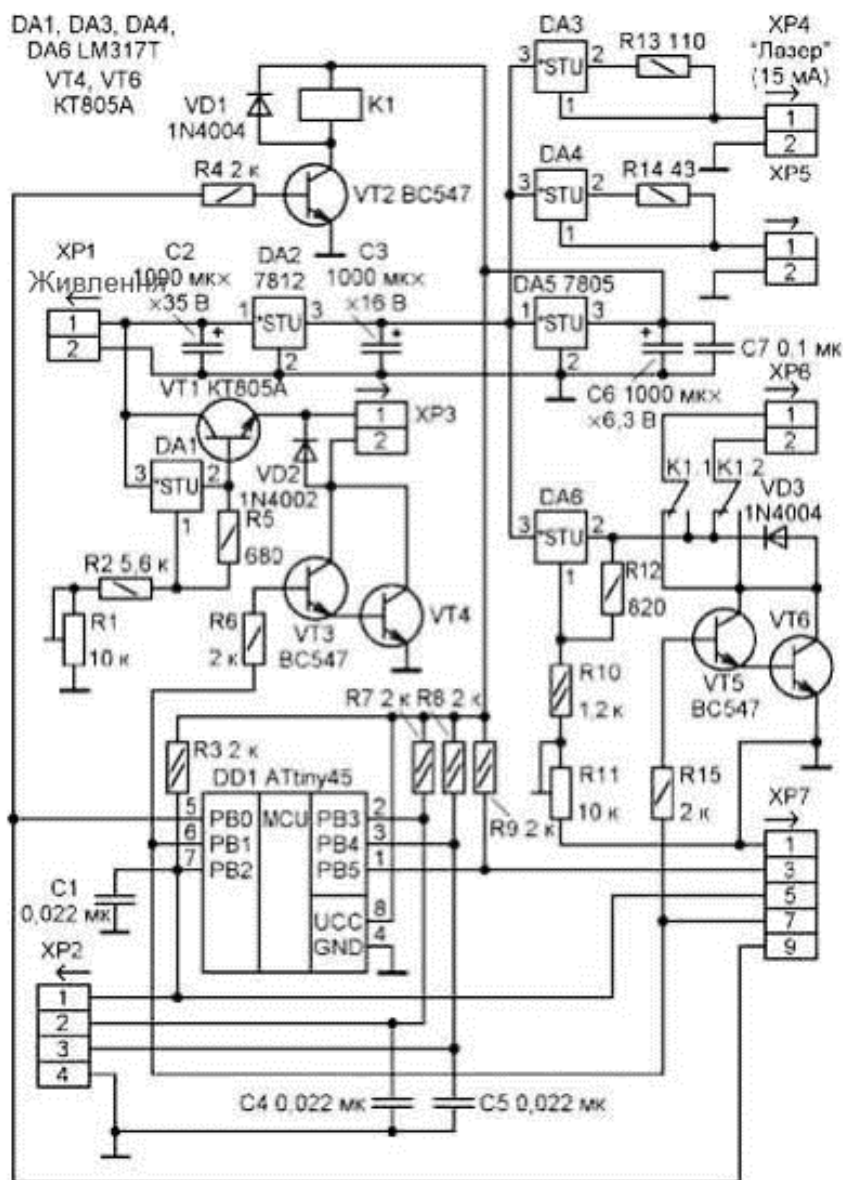 DA1, DA3, DA4,
DA6 LM317T
VT4, VT6
КТ805А
VD1
1N4004
K1
R4 2 к
VT2 BC547
DA3
3
*STU
2
1
R13 110
XP4
"Лазер"
(15 мА)
1
2
DA4
3
*STU
2
1
R14 43
XP5
1
2
XP1
Живлення
1
2
C2
1000 мк×
×35 В
DA2
7812
1
*STU
3
2
C3
1000 мк×
×16 В
DA5 7805
1
*STU
3
2
C6 1000 мк×
×6,3 В
C7 0,1 мк
VT1 КТ805А
XP3
1
2
DA1
3
*STU
2
1
VD2
1N4002
R5
680
R2 5,6 к
R1
10 к
R6
2 к
VT3
BC547
VT4
XP6
1
2
K1.1
K1.2
VD3
1N4004
DA6
3
*STU
2
1
R12
820
R10
1,2 к
R11
10 к
VT5
BC547
VT6
R15
2 к
R7 2 к
R8 2 к
R3 2 к
R9 2 к
DD1 ATtiny45
5 PB0 MCU PB3 2
6 PB1 PB4 3
7 PB2 PB5 1
UCC 8
GND 4
C1
0,022 мк
XP7
1
3
5
7
9
XP2
1
2
3
4
C4 0,022 мк
C5 0,022 мк